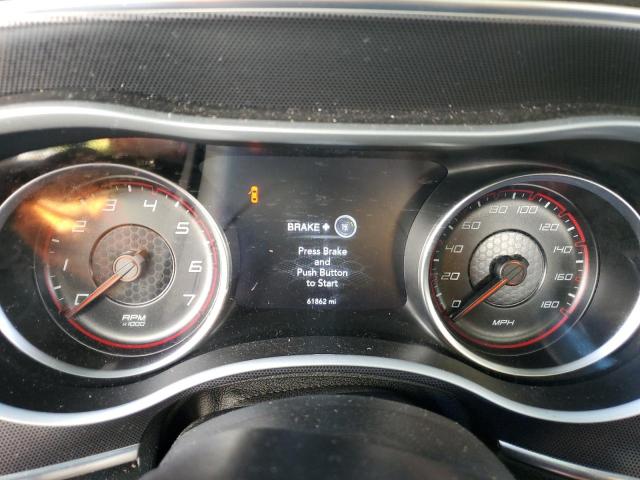 0 1 2 3 4 5 6 7
RPM
x1000
BRAKE +
Press Brake
and
Push Button
to Start
61862 mi
0 20 40 60 80 100 120 140 160 180
MPH